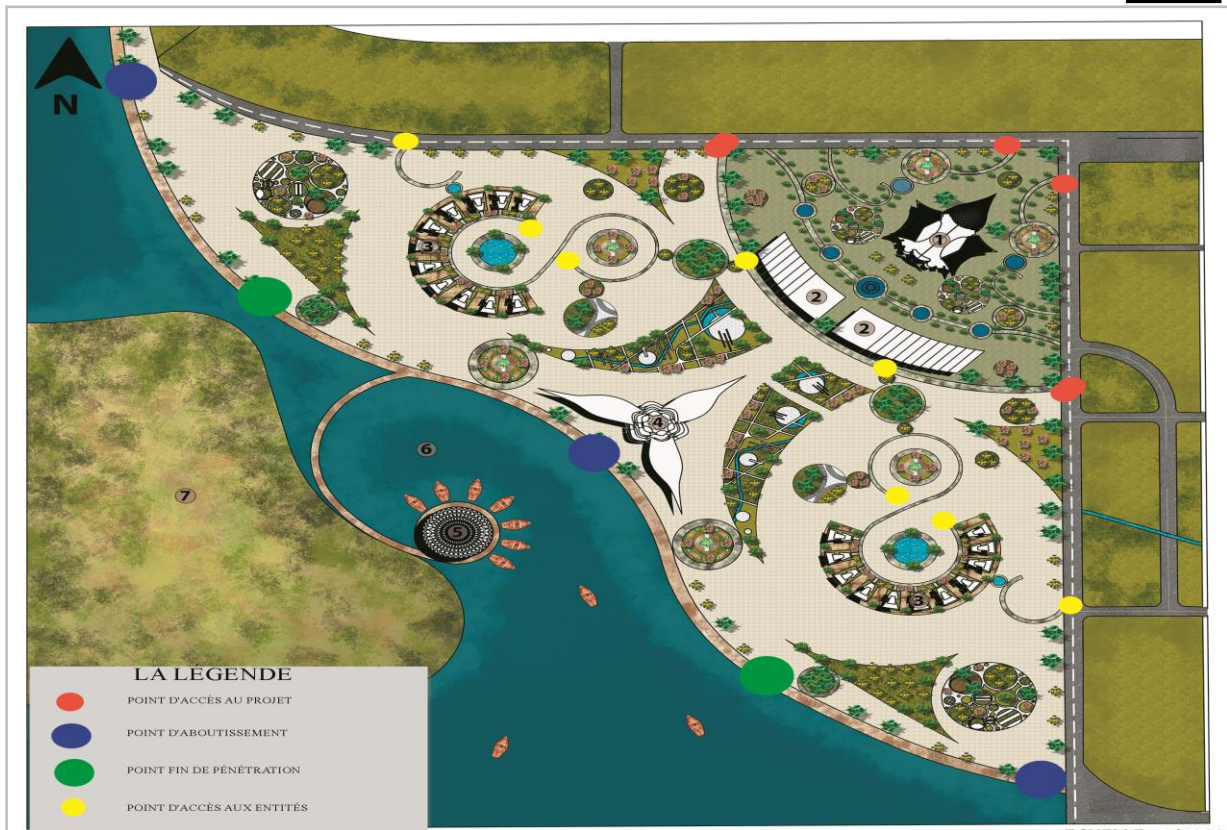 N
1
2
2
3
4
3
5
6
7
LA LÉGENDE
POINT D'ACCÈS AU PROJET
POINT D'ABOUTISSEMENT
POINT FIN DE PÉNÉTRATION
POINT D'ACCÈS AUX ENTITÉS